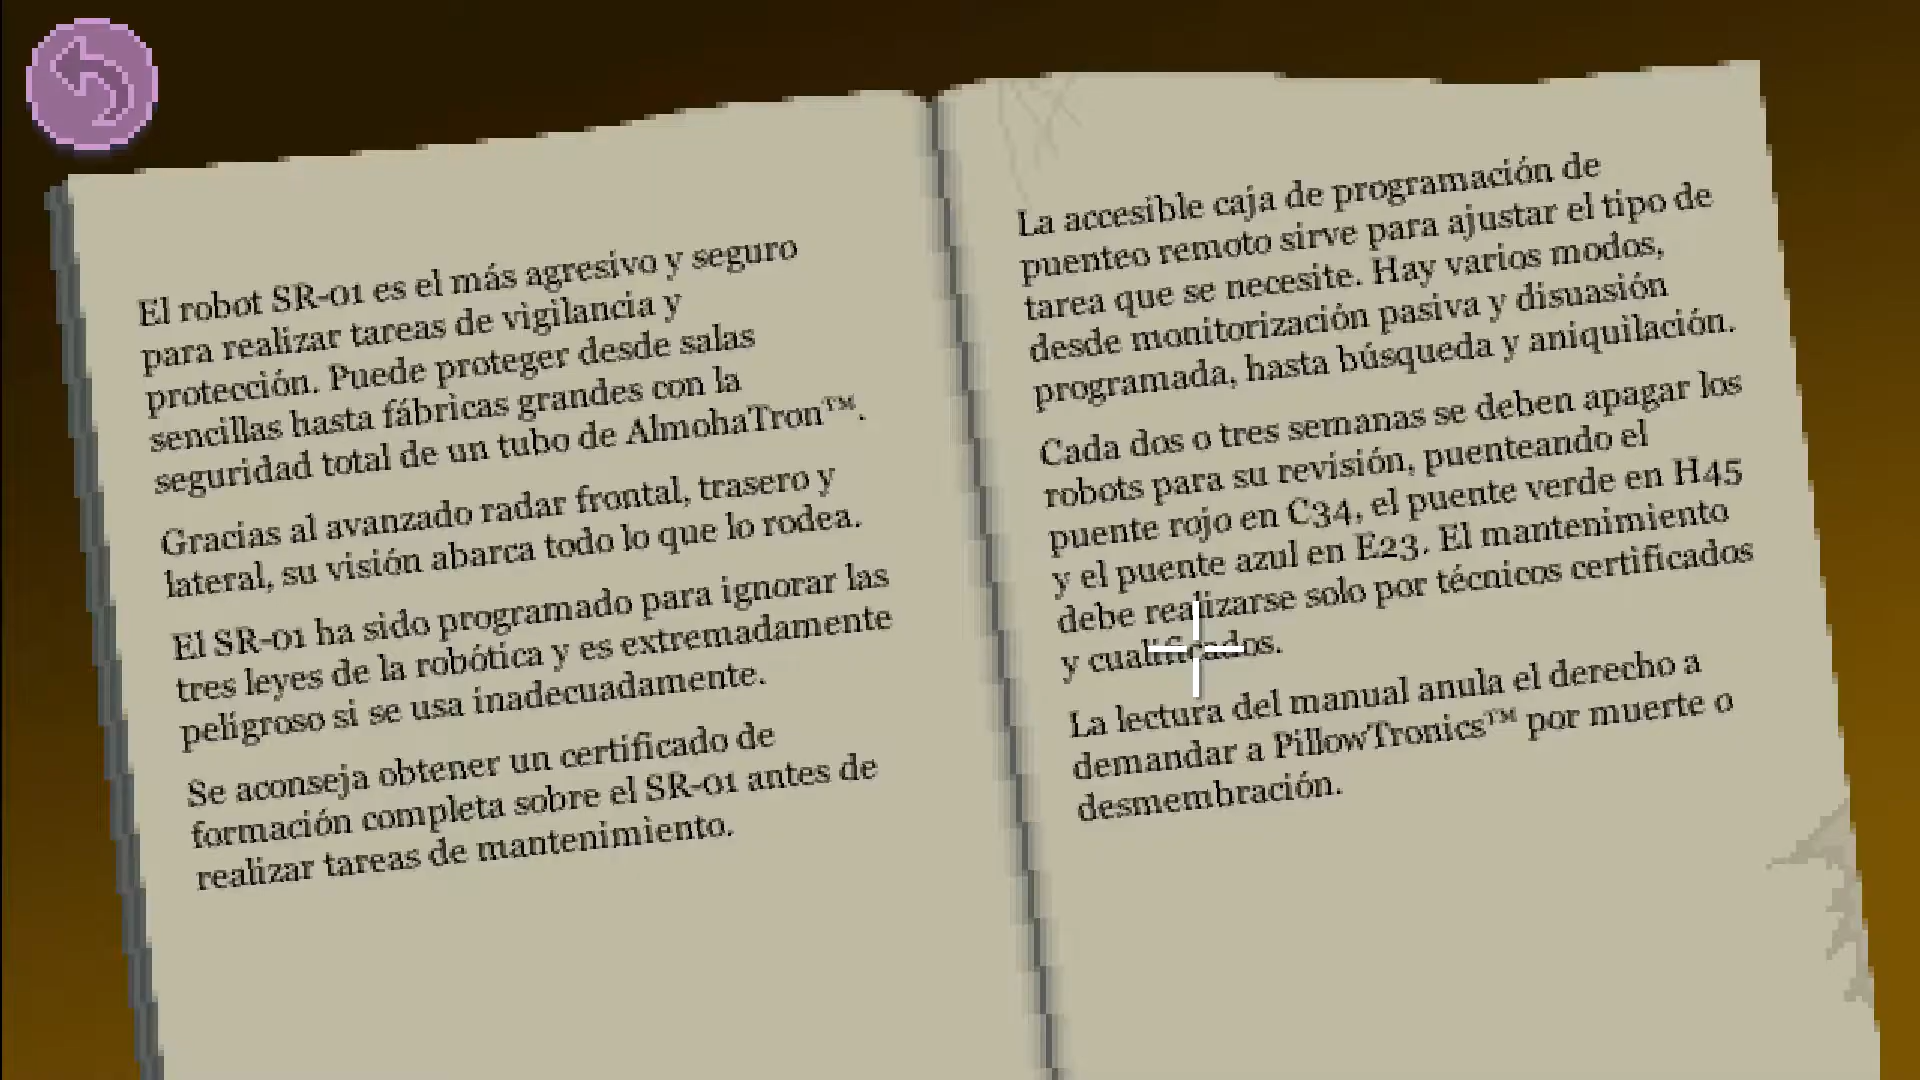 El robot SR-01 es el más agresivo y seguro
para realizar tareas de vigilancia y
protección. Puede proteger desde salas
sencillas hasta fábricas grandes con la
seguridad total de un tubo de AlmohaTron™.
Gracias al avanzado radar frontal, trasero y
lateral, su visión abarca todo lo que lo rodea.
El SR-01 ha sido programado para ignorar las
tres leyes de la robótica y es extremadamente
peligroso si se usa inadecuadamente.
Se aconseja obtener un certificado de
formación completa sobre el SR-01 antes de
realizar tareas de mantenimiento.
La accesible caja de programación de
puenteo remoto sirve para ajustar el tipo de
tarea que se necesite. Hay varios modos,
desde monitorización pasiva y disuasión
programada, hasta búsqueda y aniquilación.
Cada dos o tres semanas se deben apagar los
robots para su revisión, puenteando el
puente rojo en C34, el puente verde en H45
y el puente azul en E23. El mantenimiento
debe realizarse solo por técnicos certificados
y cualificados.
La lectura del manual anula el derecho a
demandar a PillowTronics™ por muerte o
desmembración.